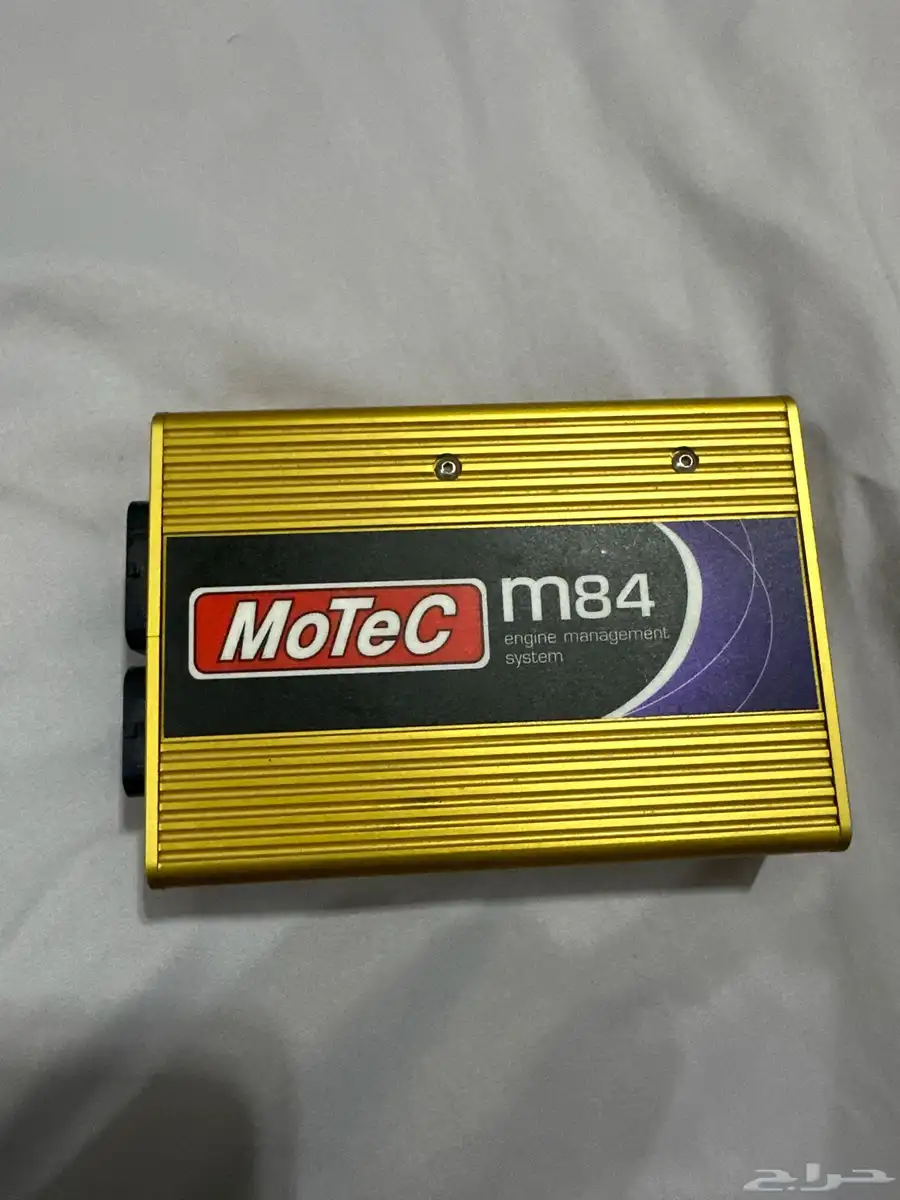 MoTeC
m84
engine management
system
حراج